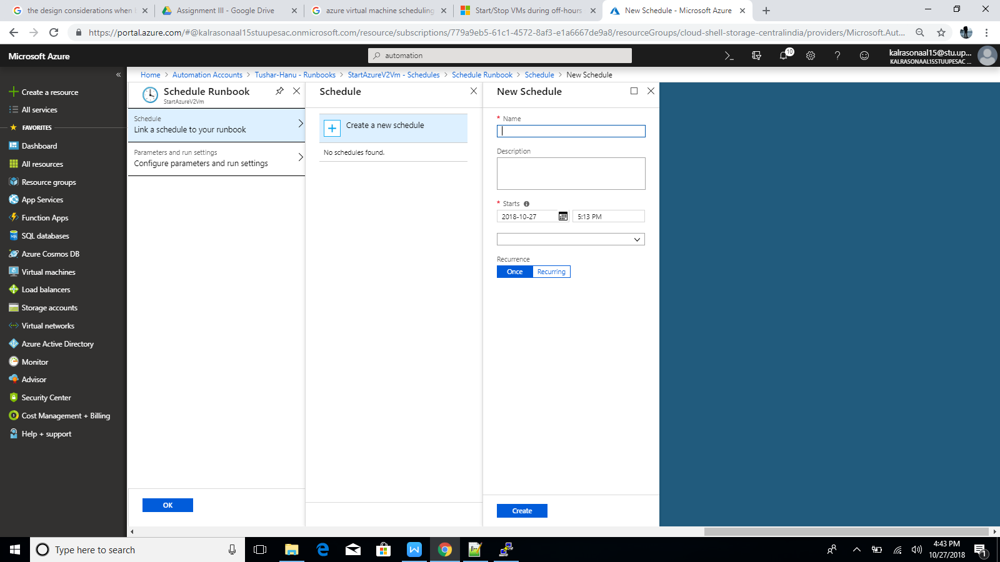 the design considerations when
Assignment III - Google Drive
azure virtual machine scheduling
Start/Stop VMs during off-hours
New Schedule - Microsoft Azure
https://portal.azure.com/#@kalrasonaal15stuupesac.onmicrosoft.com/resource/subscriptions/779a9eb5-61c1-4572-8af3-e1a6667de9a8/resourceGroups/cloud-shell-storage-centralindia/providers/Microsoft.Aut...
Microsoft Azure
automation
10
kalrasonaal15@stu.up...
KALRASONAAL15STUUPESAC ...
Home > Automation Accounts > Tushar-Hanu - Runbooks > StartAzureV2Vm - Schedules > Schedule Runbook > Schedule > New Schedule
Create a resource
All services
FAVORITES
Dashboard
All resources
Resource groups
App Services
Function Apps
SQL databases
Azure Cosmos DB
Virtual machines
Load balancers
Storage accounts
Virtual networks
Azure Active Directory
Monitor
Advisor
Security Center
Cost Management + Billing
Help + support
Schedule Runbook
StartAzureV2Vm
Schedule
Link a schedule to your runbook
Parameters and run settings
Configure parameters and run settings
OK
Schedule
Create a new schedule
No schedules found.
New Schedule
* Name
Description
* Starts
2018-10-27
5:13 PM
Recurrence
Once
Recurring
Create
Type here to search
4:43 PM
10/27/2018
1